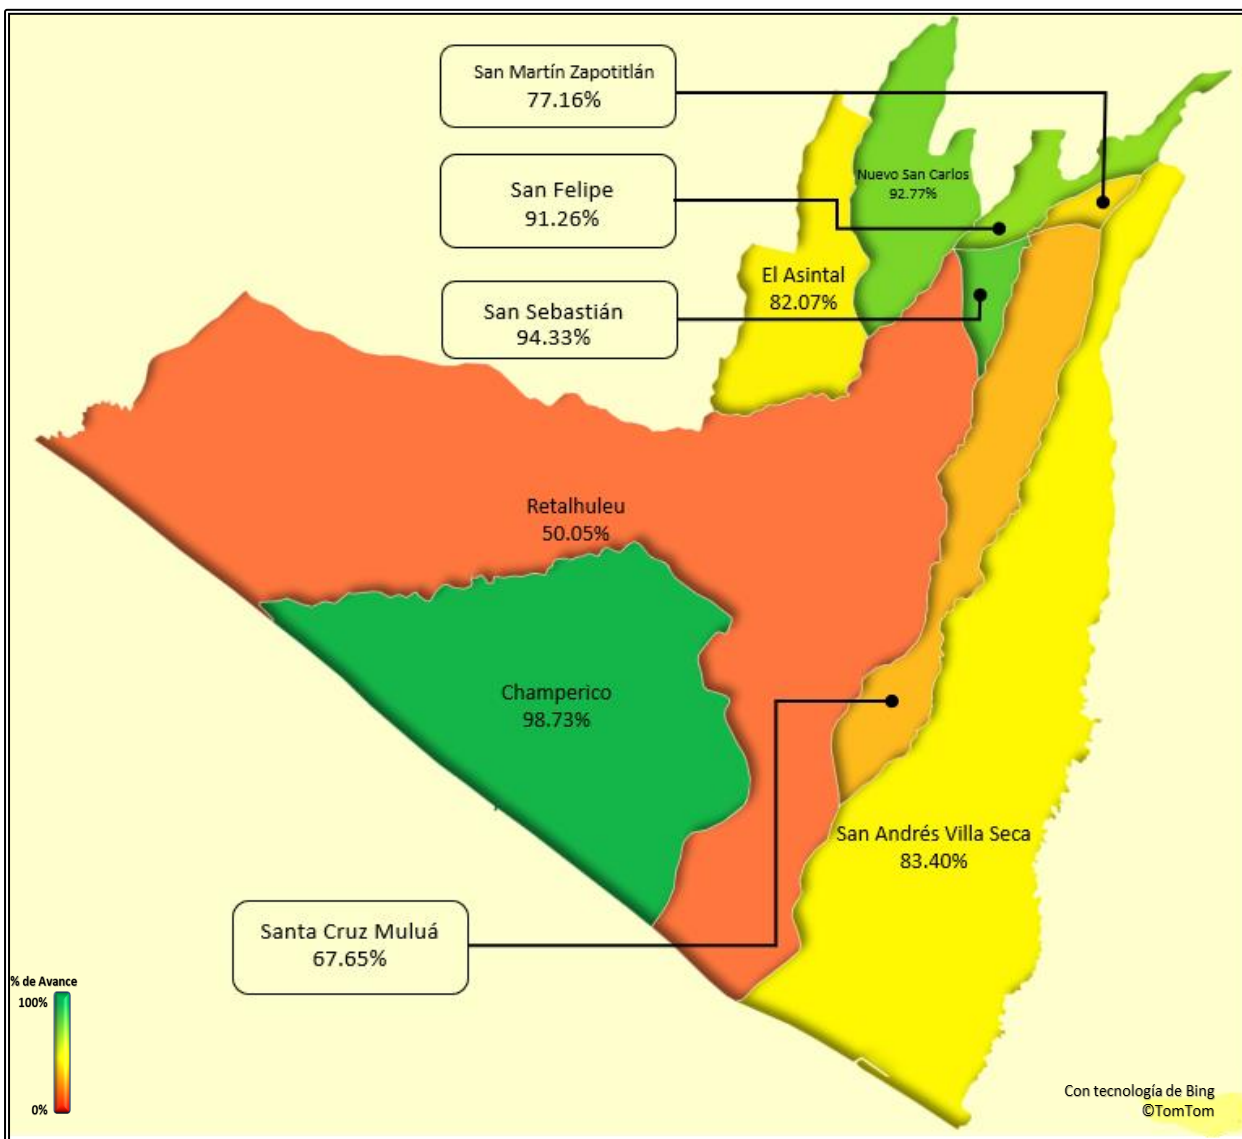 San Martín Zapotitlán
77.16%
San Felipe
91.26%
Nuevo San Carlos
92.77%
El Asintal
82.07%
San Sebastián
94.33%
Retalhuleu
50.05%
Champerico
98.73%
San Andrés Villa Seca
83.40%
Santa Cruz Muluá
67.65%
% de Avance
100%
0%
Con tecnología de Bing
©TomTom